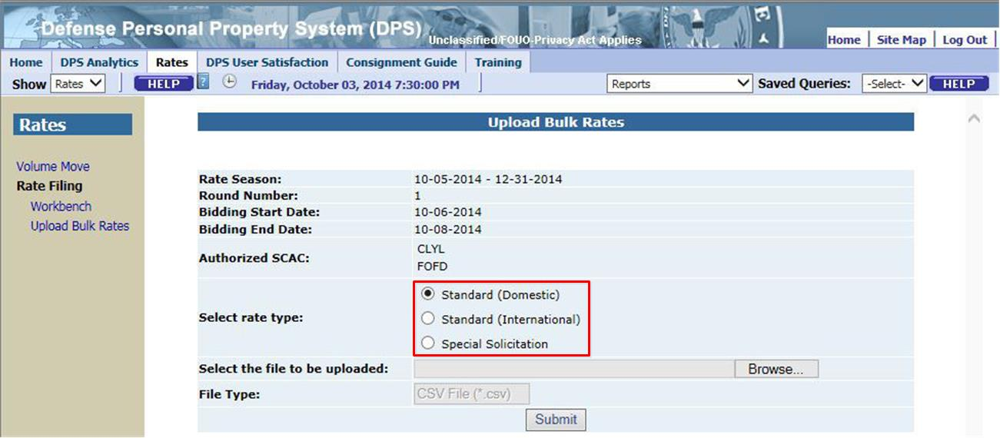 Defense Personal Property System (DPS)
Unclassified/FOUO-Privacy Act Applies
Home Site Map Log Out
Home DPS Analytics Rates DPS User Satisfaction Consignment Guide Training
Show Rates HELP ? Friday, October 03, 2014 7:30:00 PM Reports Saved Queries: -Select- HELP
Rates
Volume Move
Rate Filing
Workbench
Upload Bulk Rates
Upload Bulk Rates
Rate Season: 10-05-2014 - 12-31-2014
Round Number: 1
Bidding Start Date: 10-06-2014
Bidding End Date: 10-08-2014
Authorized SCAC: CLYL
FOFD
Select rate type: Standard (Domestic)
Standard (International)
Special Solicitation
Select the file to be uploaded: Browse...
File Type: CSV File (*.csv)
Submit